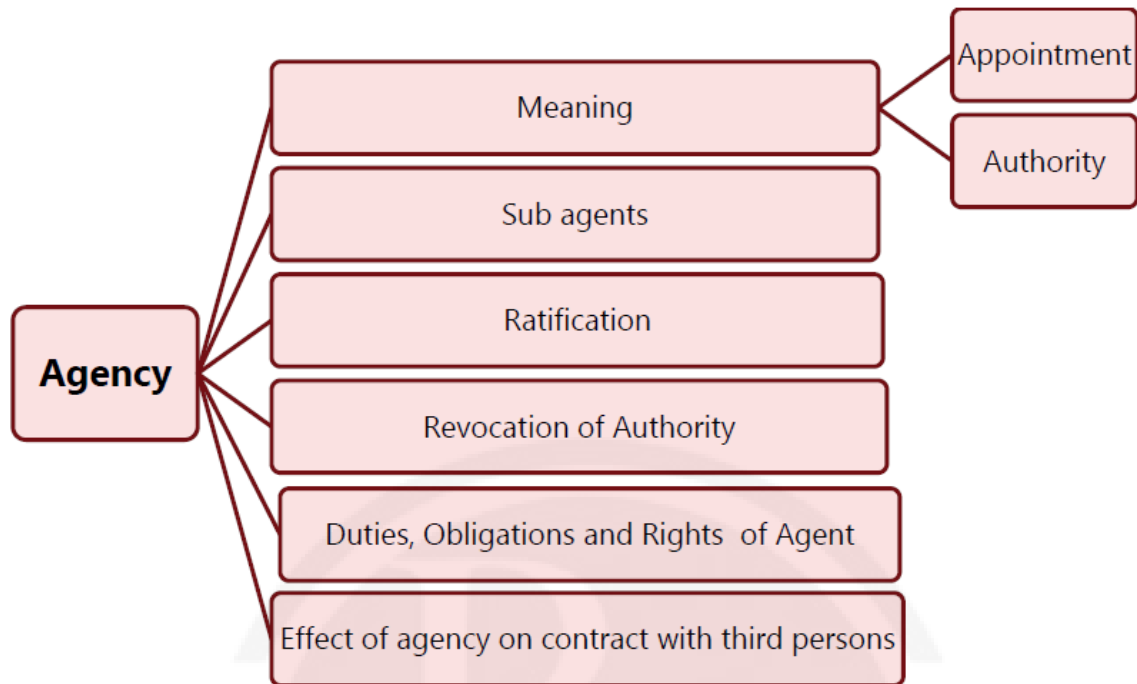 Agency
Meaning
Appointment
Authority
Sub agents
Ratification
Revocation of Authority
Duties, Obligations and Rights of Agent
Effect of agency on contract with third persons